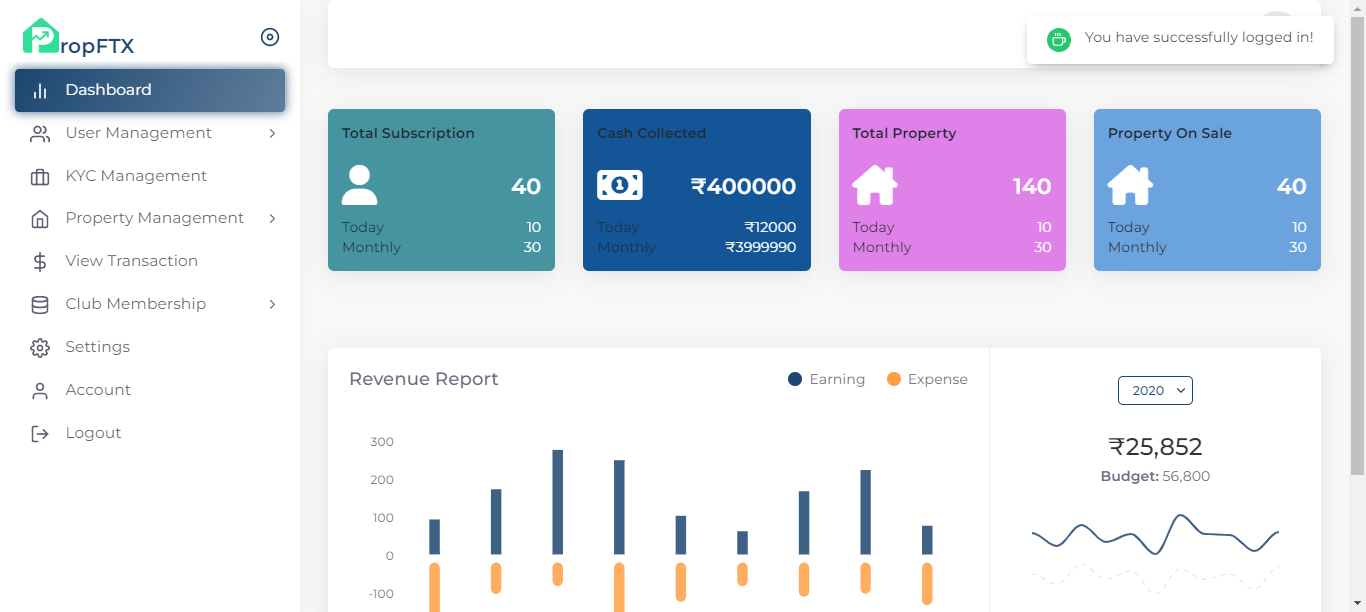 PropFTX
You have successfully logged in!
Dashboard
User Management
KYC Management
Property Management
View Transaction
Club Membership
Settings
Account
Logout
Total Subscription
40
Today 10
Monthly 30
Cash Collected
₹400000
Today ₹12000
Monthly ₹3999990
Total Property
140
Today 10
Monthly 30
Property On Sale
40
Today 10
Monthly 30
Revenue Report
Earning Expense
300
200
100
0
-100
2020
₹25,852
Budget: 56,800